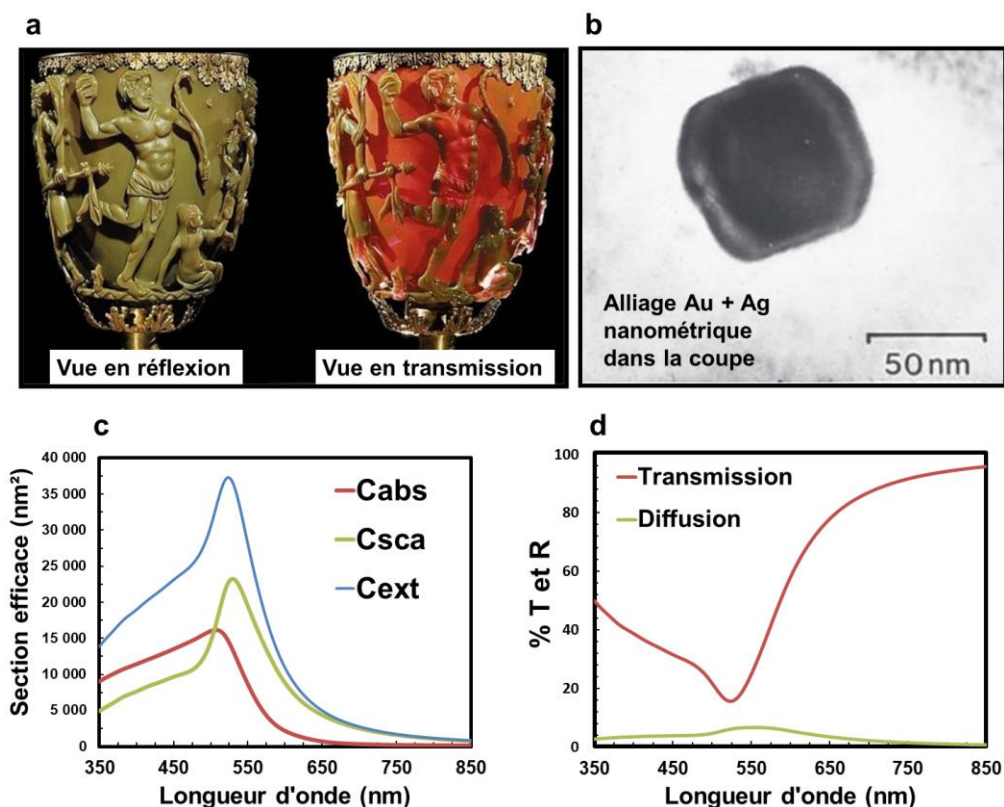 a
Vue en réflexion
Vue en transmission
b
Alliage Au + Ag
nanométrique
dans la coupe
50 nm
c
Section efficace (nm²)
40 000
35 000
30 000
25 000
20 000
15 000
10 000
5 000
0
Cabs
Csca
Cext
350
450
550
650
750
850
Longueur d'onde (nm)
d
% T et R
100
80
60
40
20
0
Transmission
Diffusion
350
450
550
650
750
850
Longueur d'onde (nm)